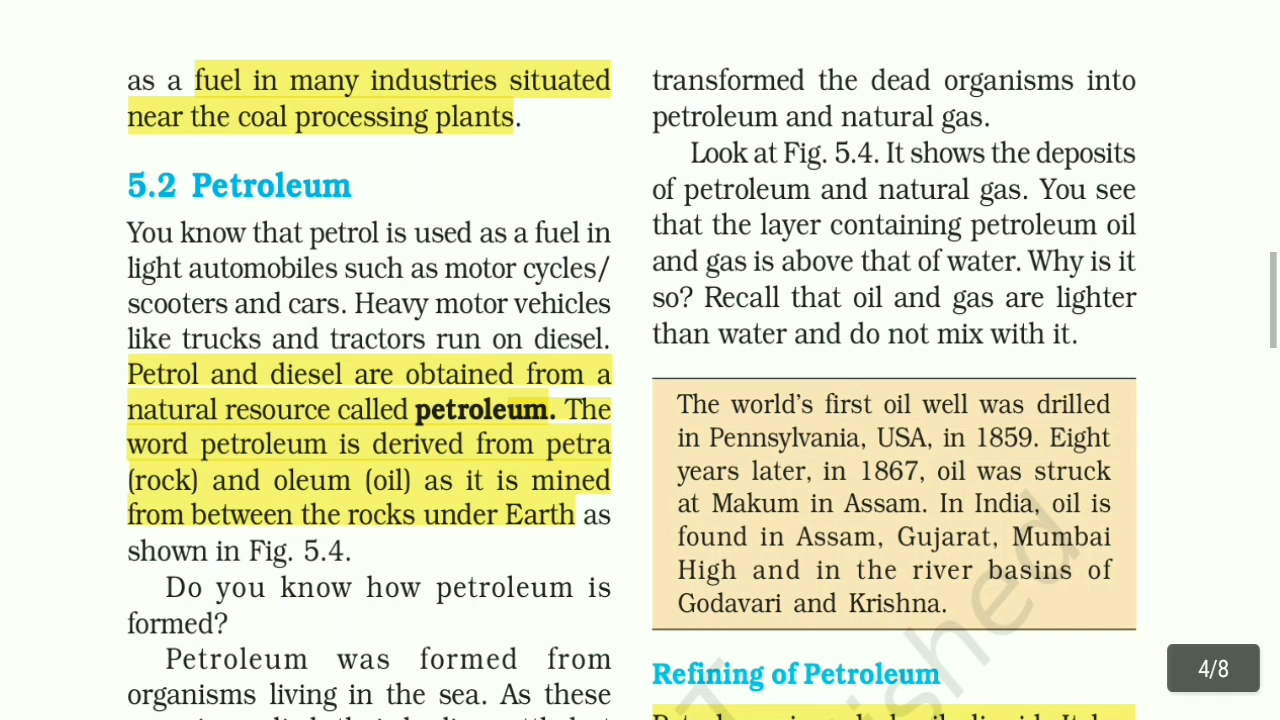 as a fuel in many industries situated
near the coal processing plants.
5.2 Petroleum
You know that petrol is used as a fuel in
light automobiles such as motor cycles/
scooters and cars. Heavy motor vehicles
like trucks and tractors run on diesel.
Petrol and diesel are obtained from a
natural resource called petroleum. The
word petroleum is derived from petra
(rock) and oleum (oil) as it is mined
from between the rocks under Earth as
shown in Fig. 5.4.
Do you know how petroleum is
formed?
Petroleum was formed from
organisms living in the sea. As these
transformed the dead organisms into
petroleum and natural gas.
Look at Fig. 5.4. It shows the deposits
of petroleum and natural gas. You see
that the layer containing petroleum oil
and gas is above that of water. Why is it
so? Recall that oil and gas are lighter
than water and do not mix with it.
The world's first oil well was drilled
in Pennsylvania, USA, in 1859. Eight
years later, in 1867, oil was struck
at Makum in Assam. In India, oil is
found in Assam, Gujarat, Mumbai
High and in the river basins of
Godavari and Krishna.
Refining of Petroleum
4/8